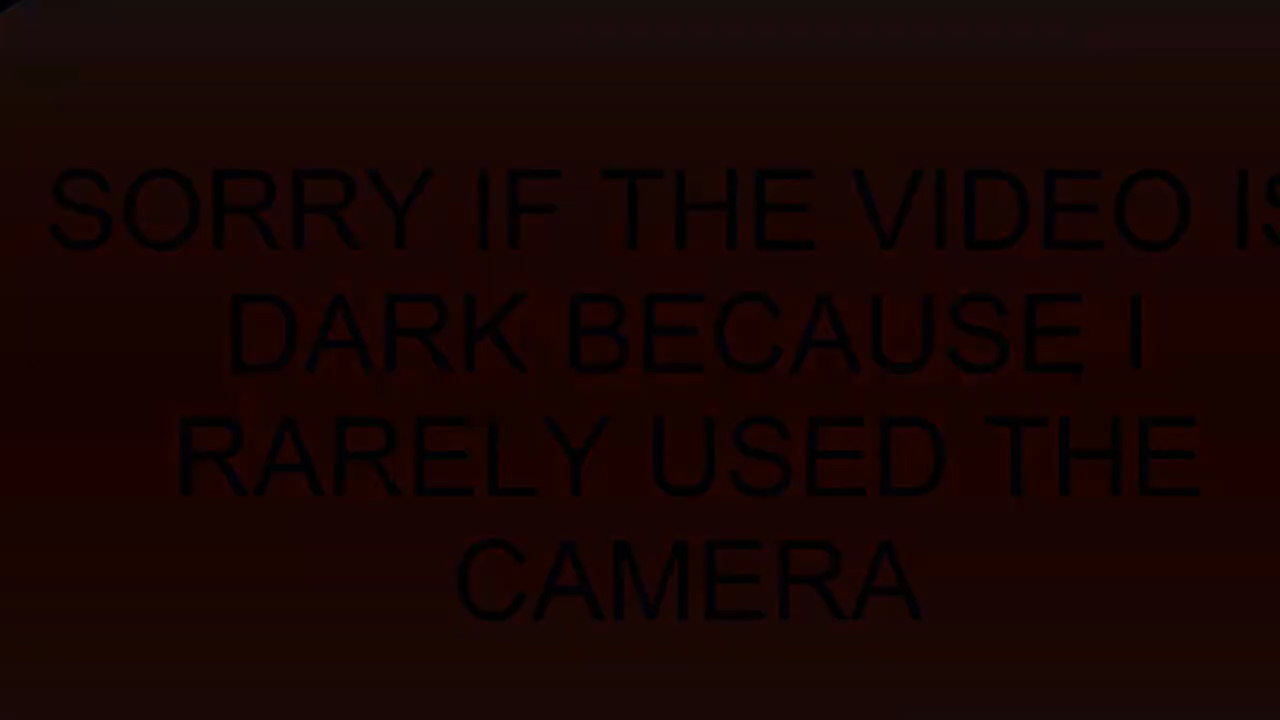 SORRY IF THE VIDEO IS
DARK BECAUSE I
RARELY USED THE
CAMERA